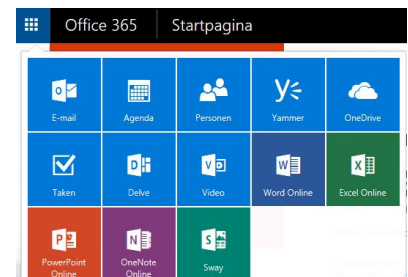 Office 365 Startpagina
E-mail Agenda Personen Yammer OneDrive
Taken Delve Video Word Online Excel Online
PowerPoint OneNote Sway
Online Online